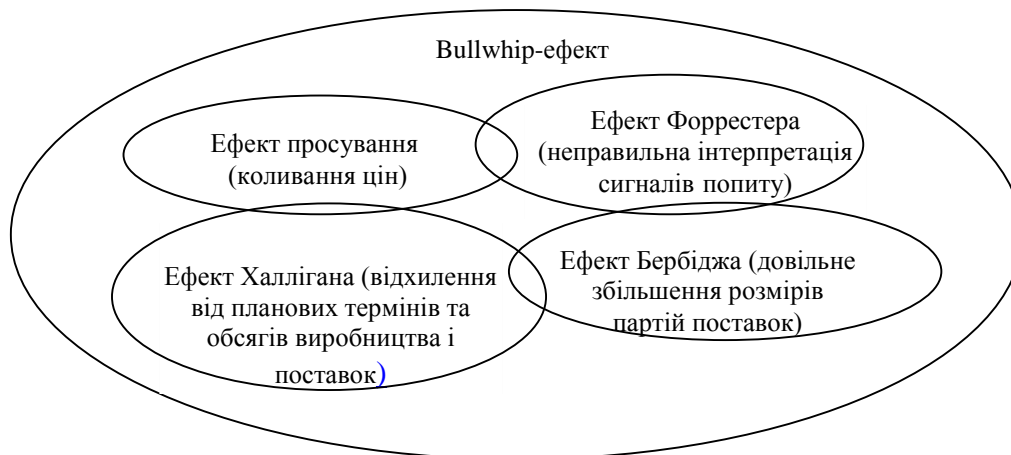 Bullwhip-ефект
Ефект просування
(коливання цін)
Ефект Форрестера
(неправильна інтерпретація
сигналів попиту)
Ефект Халлігана (відхилення
від планових термінів та
обсягів виробництва і
поставок)
Ефект Бербіджа (довільне
збільшення розмірів
партій поставок)